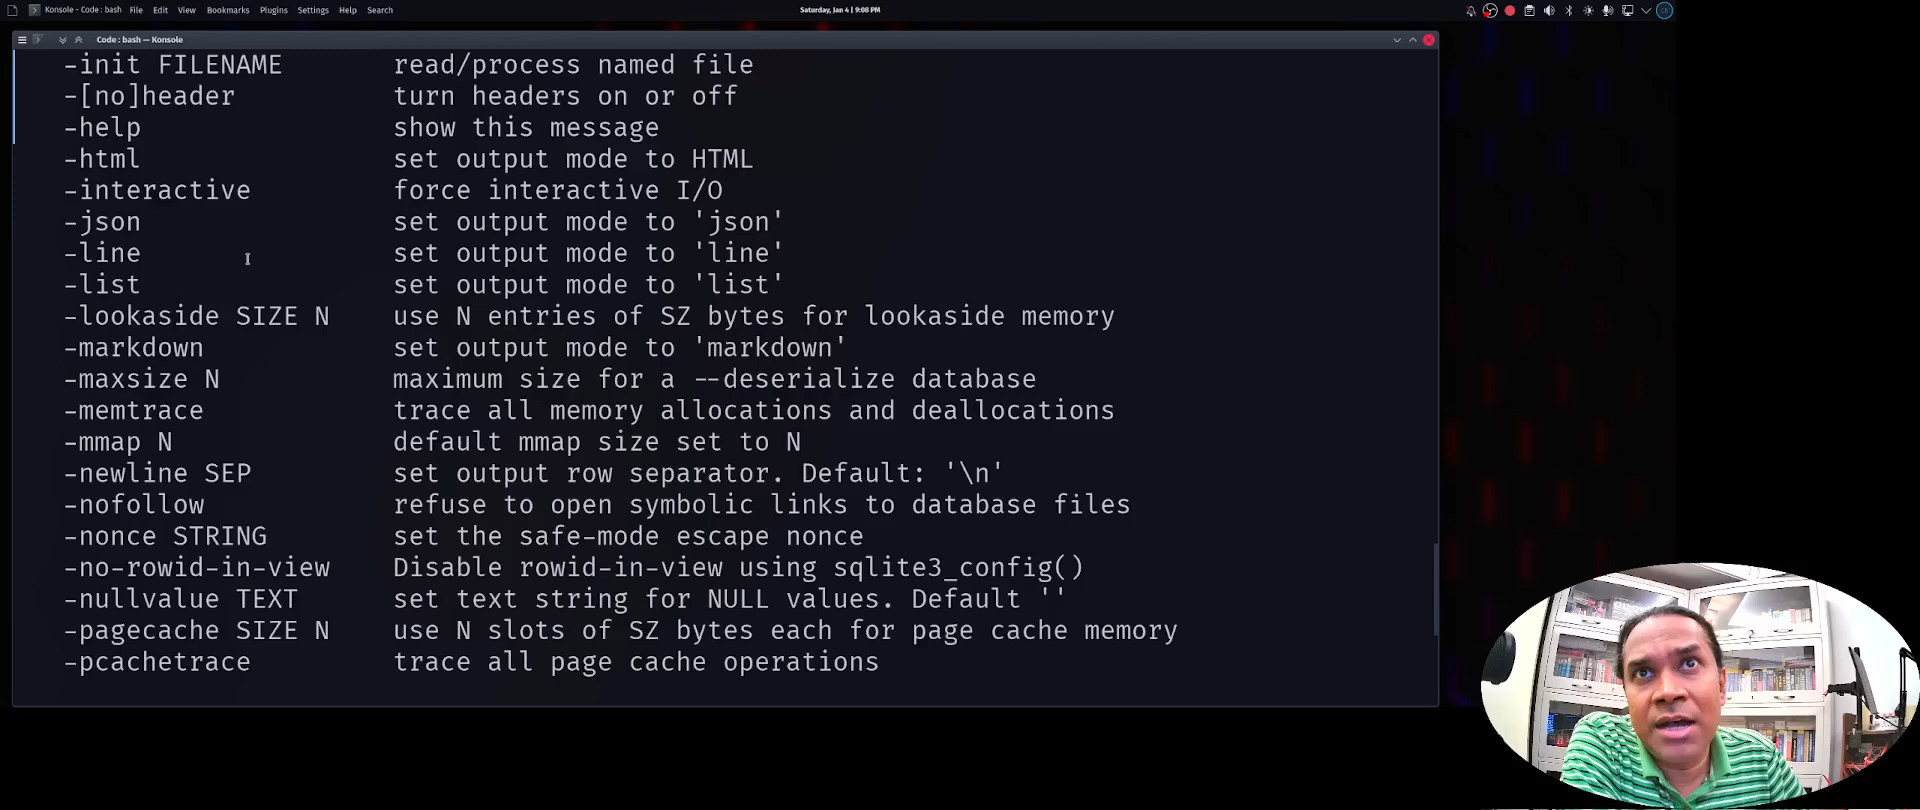 Konsole - Code : bash File Edit View Bookmarks Plugins Settings Help Search Saturday, Jan 4 | 9:08 PM
Code : bash — Konsole
-init FILENAME read/process named file
-[no]header turn headers on or off
-help show this message
-html set output mode to HTML
-interactive force interactive I/O
-json set output mode to 'json'
-line set output mode to 'line'
-list set output mode to 'list'
-lookaside SIZE N use N entries of SZ bytes for lookaside memory
-markdown set output mode to 'markdown'
-maxsize N maximum size for a --deserialize database
-memtrace trace all memory allocations and deallocations
-mmap N default mmap size set to N
-newline SEP set output row separator. Default: '\n'
-nofollow refuse to open symbolic links to database files
-nonce STRING set the safe-mode escape nonce
-no-rowid-in-view Disable rowid-in-view using sqlite3_config()
-nullvalue TEXT set text string for NULL values. Default ''
-pagecache SIZE N use N slots of SZ bytes each for page cache memory
-pcachetrace trace all page cache operations